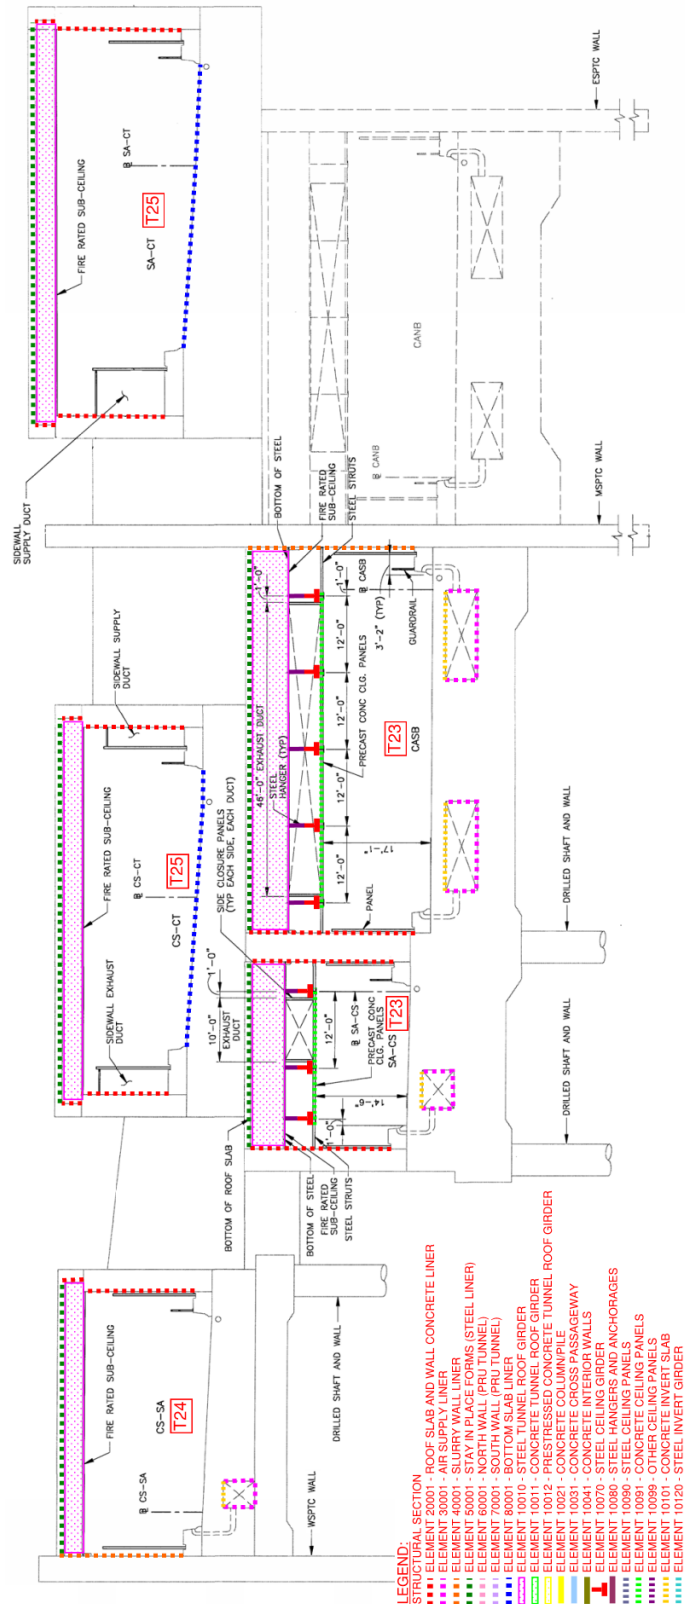 SIDEWALL
SUPPLY DUCT
FIRE RATED SUB-CEILING
℄ SA-CT
SA-CT
T25
ESPTC WALL
CANB
℄ CANB
MSPTC WALL
BOTTOM OF STEEL
FIRE RATED
SUB-CEILING
STEEL STRUTS
SIDEWALL SUPPLY
DUCT
FIRE RATED SUB-CEILING
℄ CS-CT
CS-CT
T25
SIDEWALL EXHAUST
DUCT
SIDE CLOSURE PANELS
(TYP EACH SIDE, EACH DUCT)
46'-0" EXHAUST DUCT
STEEL
HANGER (TYP)
1'-0"
1'-0"
℄ CASB
3'-2" (TYP)
GUARDRAIL
12'-0"
12'-0"
12'-0"
12'-0"
PRECAST CONC CLG. PANELS
T23
CASB
17'-1"
PANEL
DRILLED SHAFT AND WALL
10'-0"
EXHAUST
DUCT
1'-0"
12'-0"
℄ SA-CS
PRECAST CONC
CLG. PANELS
SA-CS
T23
14'-6"
1'-0"
DRILLED SHAFT AND WALL
BOTTOM OF ROOF SLAB
BOTTOM OF STEEL
FIRE RATED
SUB-CEILING
STEEL STRUTS
FIRE RATED SUB-CEILING
CS-SA
T24
℄ CS-SA
DRILLED SHAFT AND WALL
WSPTC WALL
LEGEND:
STRUCTURAL SECTION
ELEMENT 20001 - ROOF SLAB AND WALL CONCRETE LINER
ELEMENT 30001 - AIR SUPPLY LINER
ELEMENT 40001 - SLURRY WALL LINER
ELEMENT 50001 - STAY IN PLACE FORMS (STEEL LINER)
ELEMENT 60001 - NORTH WALL (PRU TUNNEL)
ELEMENT 70001 - SOUTH WALL (PRU TUNNEL)
ELEMENT 80001 - BOTTOM SLAB LINER
ELEMENT 10010 - STEEL TUNNEL ROOF GIRDER
ELEMENT 10011 - CONCRETE TUNNEL ROOF GIRDER
ELEMENT 10012 - PRESTRESSED CONCRETE TUNNEL ROOF GIRDER
ELEMENT 10021 - CONCRETE COLUMN/PILE
ELEMENT 10031 - CONCRETE CROSS PASSAGEWAY
ELEMENT 10041 - CONCRETE INTERIOR WALLS
ELEMENT 10070 - STEEL CEILING GIRDER
ELEMENT 10080 - STEEL HANGERS AND ANCHORAGES
ELEMENT 10090 - STEEL CEILING PANELS
ELEMENT 10091 - CONCRETE CEILING PANELS
ELEMENT 10099 - OTHER CEILING PANELS
ELEMENT 10101 - CONCRETE INVERT SLAB
ELEMENT 10120 - STEEL INVERT GIRDER